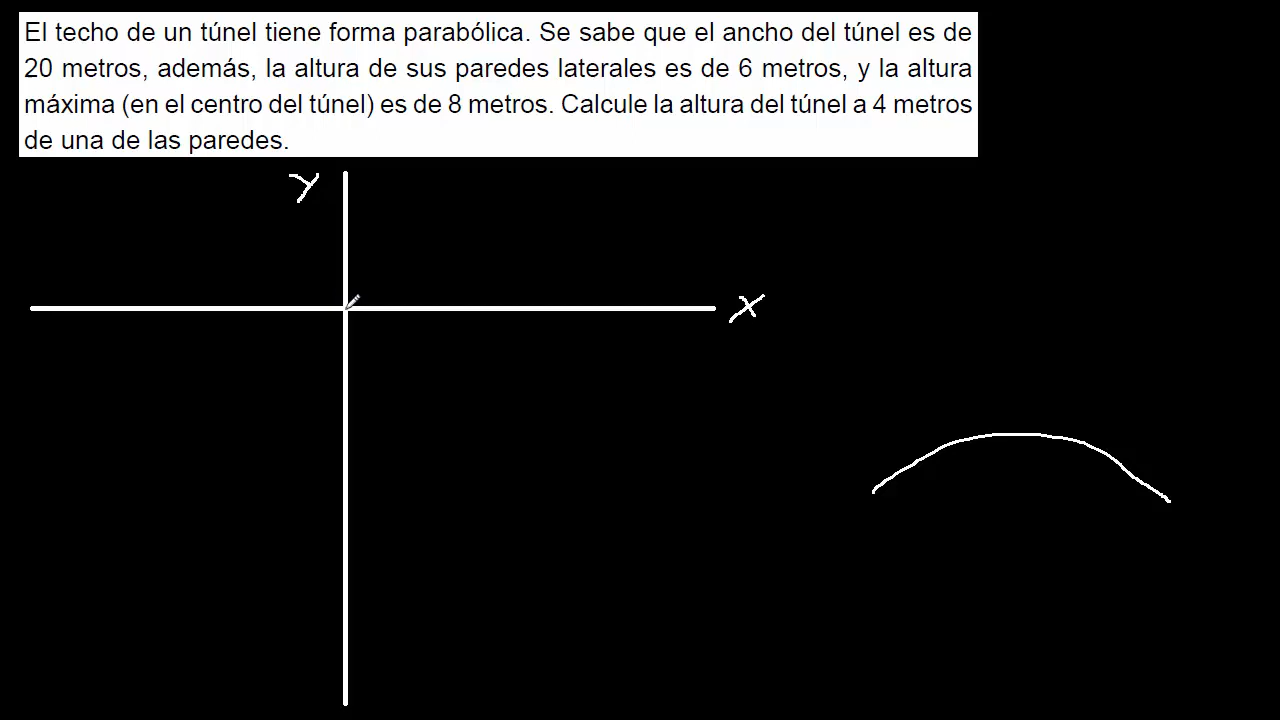 El techo de un túnel tiene forma parabólica. Se sabe que el ancho del túnel es de
20 metros, además, la altura de sus paredes laterales es de 6 metros, y la altura
máxima (en el centro del túnel) es de 8 metros. Calcule la altura del túnel a 4 metros
de una de las paredes.
y
x